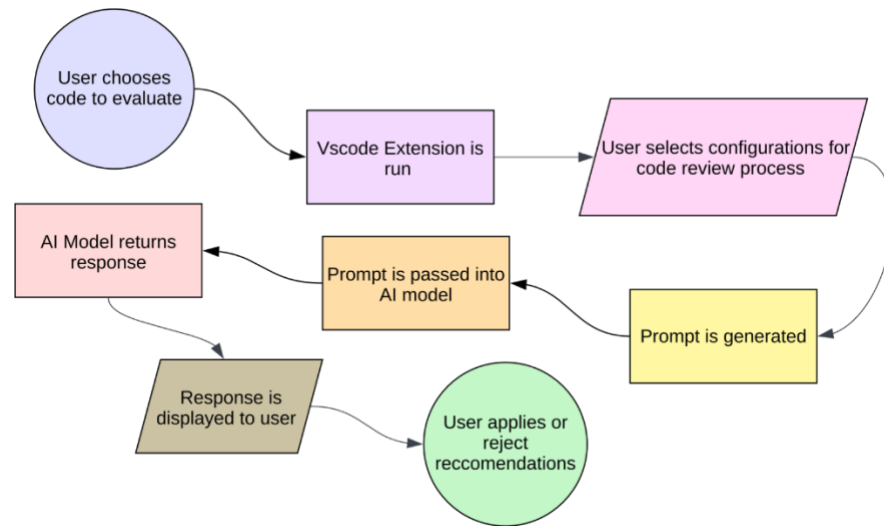 User chooses
code to evaluate
Vscode Extension is
run
User selects configurations for
code review process
Prompt is generated
Prompt is passed into
AI model
AI Model returns
response
Response is
displayed to user
User applies or
reject
reccomendations